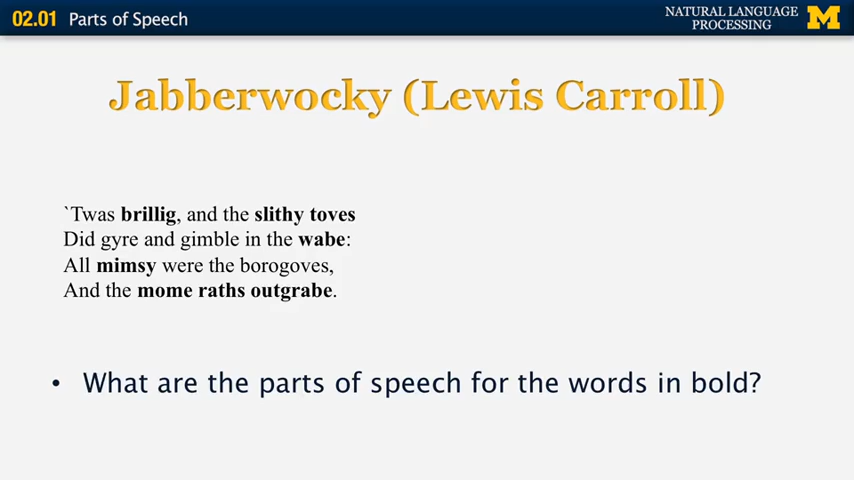 02.01 Parts of Speech
NATURAL LANGUAGE
PROCESSING
M
Jabberwocky (Lewis Carroll)
`Twas brillig, and the slithy toves
Did gyre and gimble in the wabe:
All mimsy were the borogoves,
And the mome raths outgrabe.
• What are the parts of speech for the words in bold?